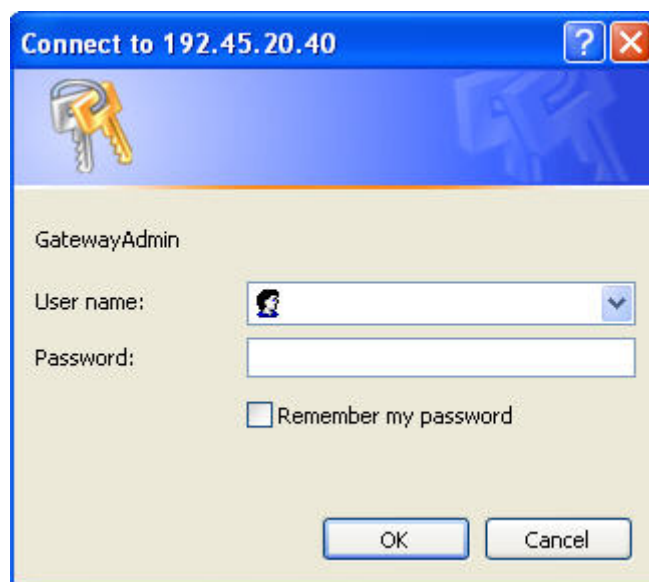 Connect to 192.45.20.40
GatewayAdmin
User name:
Password:
Remember my password
OK Cancel